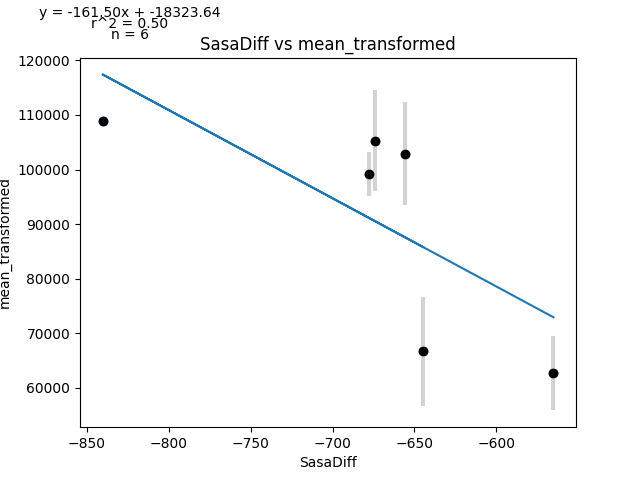 y = -161.50x + -18323.64
r^2 = 0.50
n = 6
SasaDiff vs mean_transformed
120000
110000
100000
90000
80000
70000
60000
mean_transformed
−850
−800
−750
−700
−650
−600
SasaDiff